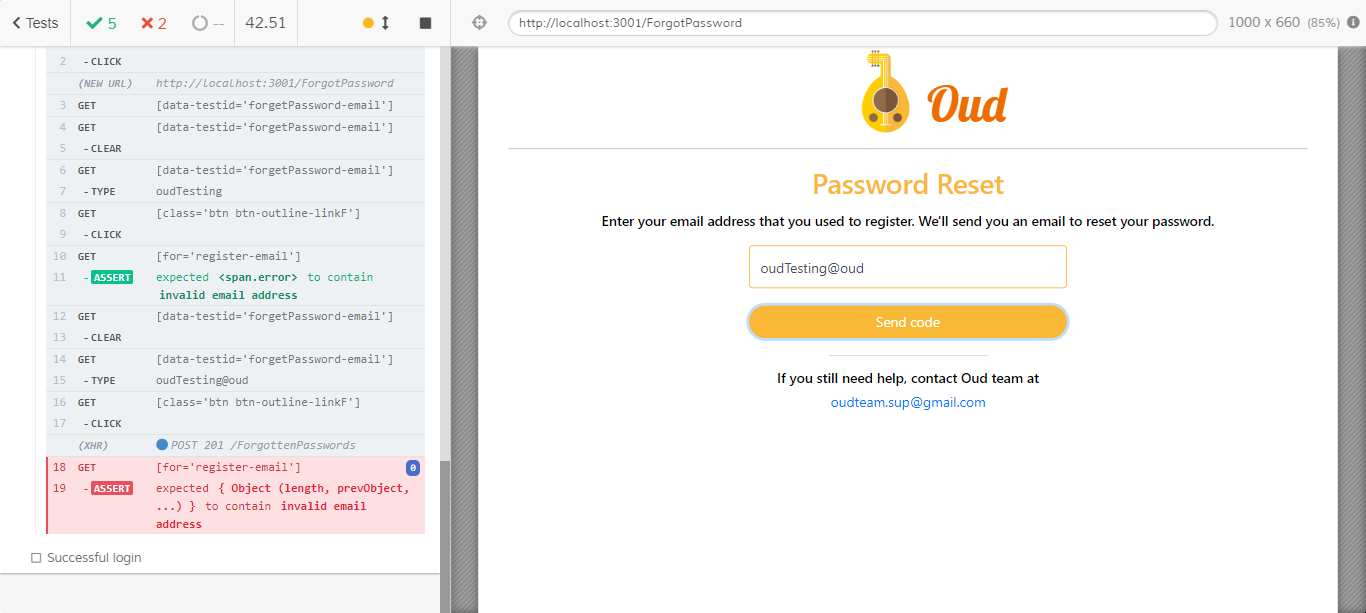 Tests 5 2 -- 42.51
http://localhost:3001/ForgotPassword 1000 x 660 (85%)
2 - CLICK
(NEW URL) http://localhost:3001/ForgotPassword
3 GET [data-testid='forgetPassword-email']
4 GET [data-testid='forgetPassword-email']
5 - CLEAR
6 GET [data-testid='forgetPassword-email']
7 - TYPE oudTesting
8 GET [class='btn btn-outline-linkF']
9 - CLICK
10 GET [for='register-email']
11 - ASSERT expected <span.error> to contain
invalid email address
12 GET [data-testid='forgetPassword-email']
13 - CLEAR
14 GET [data-testid='forgetPassword-email']
15 - TYPE oudTesting@oud
16 GET [class='btn btn-outline-linkF']
17 - CLICK
(XHR) POST 201 /ForgottenPasswords
18 GET [for='register-email'] 0
19 - ASSERT expected { Object (length, prevObject,
...) } to contain invalid email
address
Successful login
Oud
Password Reset
Enter your email address that you used to register. We'll send you an email to reset your password.
oudTesting@oud
Send code
If you still need help, contact Oud team at
oudteam.sup@gmail.com